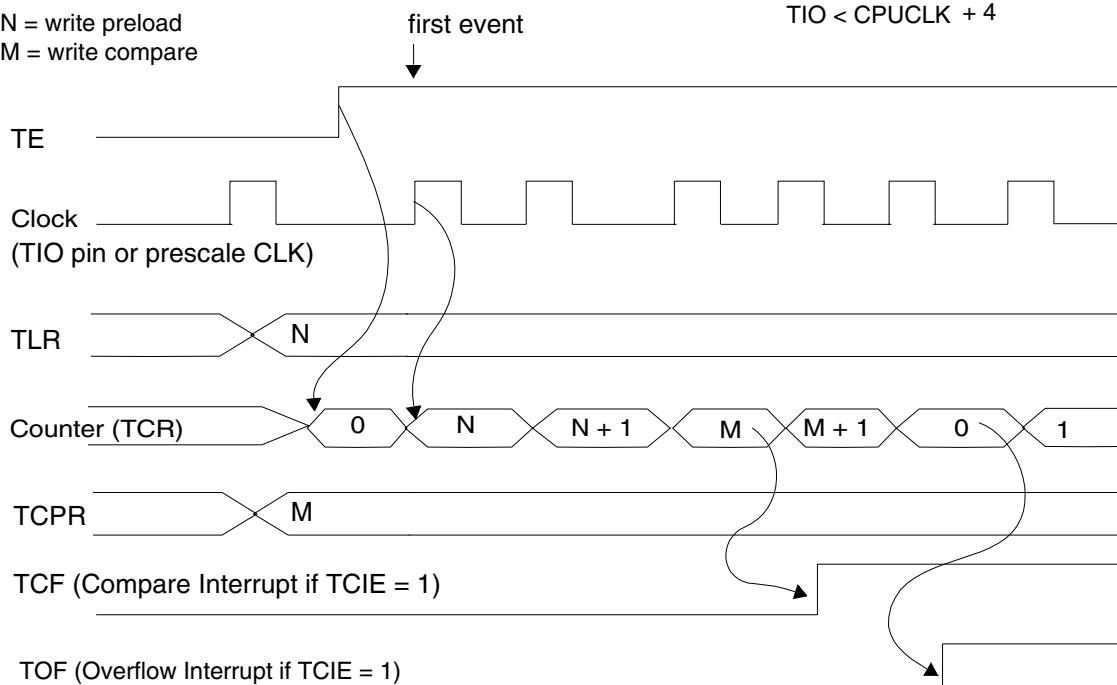 N = write preload
M = write compare
first event
TIO < CPUCLK + 4
TE
Clock
(TIO pin or prescale CLK)
TLR
N
Counter (TCR)
0
N
N + 1
M
M + 1
0
1
TCPR
M
TCF (Compare Interrupt if TCIE = 1)
TOF (Overflow Interrupt if TCIE = 1)